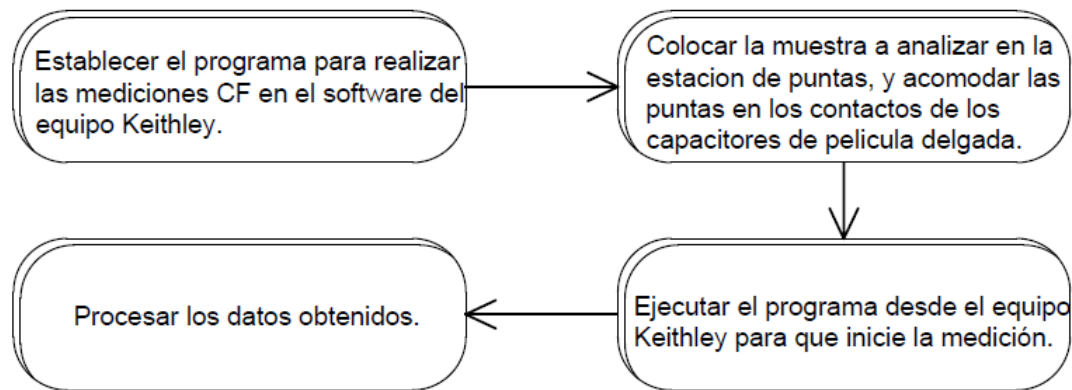 Establecer el programa para realizar
las mediciones CF en el software del
equipo Keithley.
Colocar la muestra a analizar en la
estacion de puntas, y acomodar las
puntas en los contactos de los
capacitores de pelicula delgada.
Ejecutar el programa desde el equipo
Keithley para que inicie la medición.
Procesar los datos obtenidos.